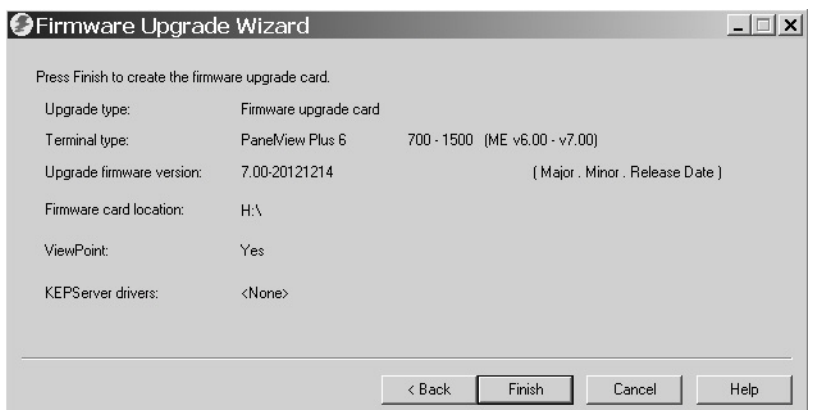 Firmware Upgrade Wizard
Press Finish to create the firmware upgrade card.
Upgrade type: Firmware upgrade card
Terminal type: PanelView Plus 6 700 - 1500 (ME v6.00 - v7.00)
Upgrade firmware version: 7.00-20121214 ( Major . Minor . Release Date )
Firmware card location: H:\
ViewPoint: Yes
KEPServer drivers: <None>
< Back Finish Cancel Help